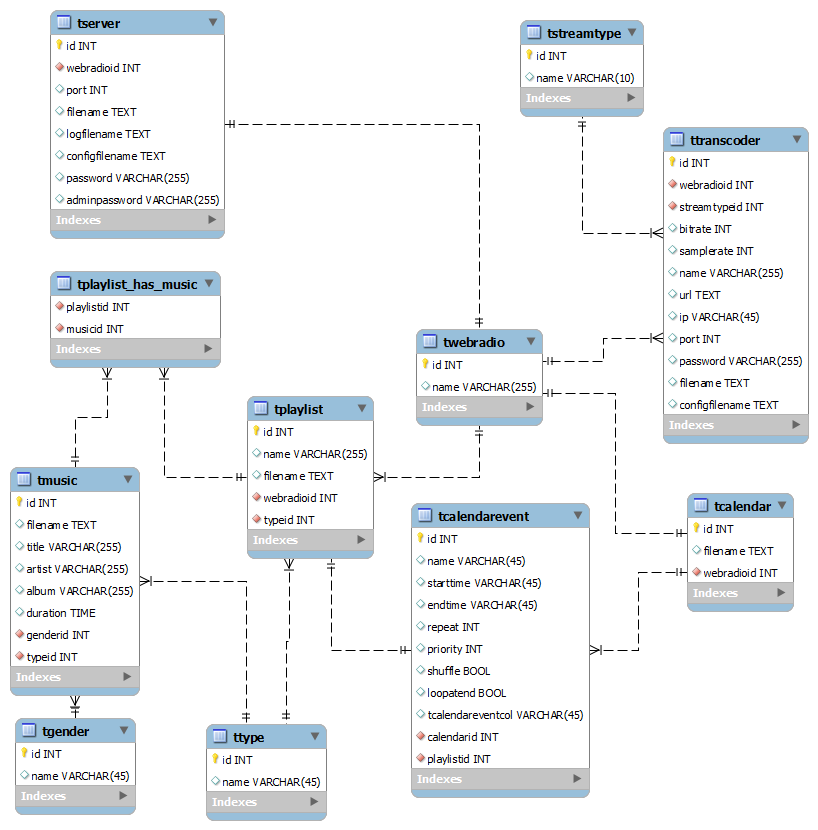 tserver
id INT
webradioid INT
port INT
filename TEXT
logfilename TEXT
configfilename TEXT
password VARCHAR(255)
adminpassword VARCHAR(255)
Indexes
tstreamtype
id INT
name VARCHAR(10)
Indexes
ttranscoder
id INT
webradioid INT
streamtypeid INT
bitrate INT
samplerate INT
name VARCHAR(255)
url TEXT
ip VARCHAR(45)
port INT
password VARCHAR(255)
filename TEXT
configfilename TEXT
Indexes
tplaylist_has_music
playlistid INT
musicid INT
Indexes
twebradio
id INT
name VARCHAR(255)
Indexes
tplaylist
id INT
name VARCHAR(255)
filename TEXT
webradioid INT
typeid INT
Indexes
tmusic
id INT
filename TEXT
title VARCHAR(255)
artist VARCHAR(255)
album VARCHAR(255)
duration TIME
genderid INT
typeid INT
Indexes
tcalendarevent
id INT
name VARCHAR(45)
starttime VARCHAR(45)
endtime VARCHAR(45)
repeat INT
priority INT
shuffle BOOL
loopatend BOOL
tcalendareventcol VARCHAR(45)
calendarid INT
playlistid INT
Indexes
tcalendar
id INT
filename TEXT
webradioid INT
Indexes
tgender
id INT
name VARCHAR(45)
Indexes
ttype
id INT
name VARCHAR(45)
Indexes